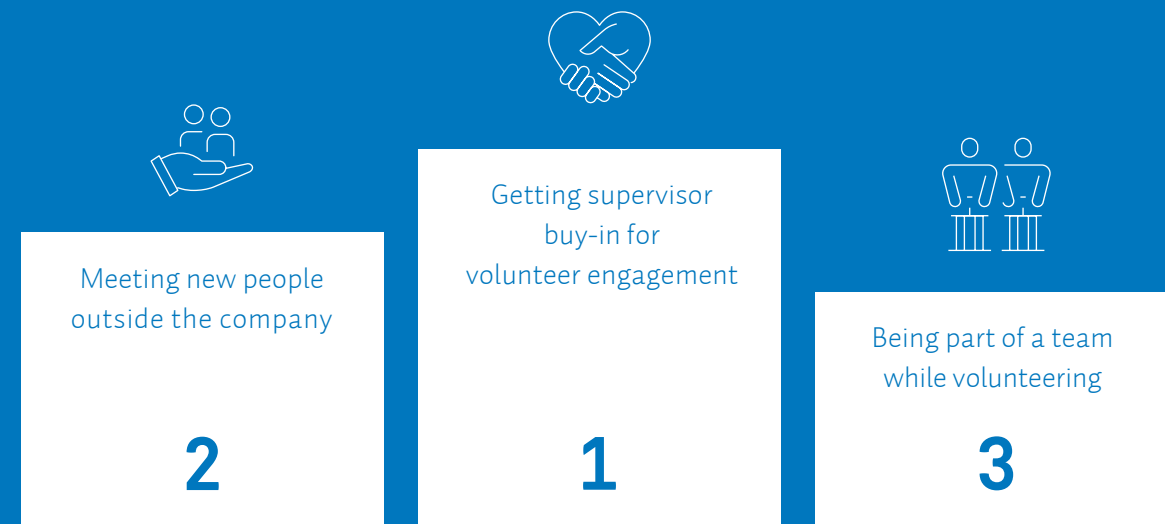 Meeting new people
outside the company
2
Getting supervisor
buy-in for
volunteer engagement
1
Being part of a team
while volunteering
3